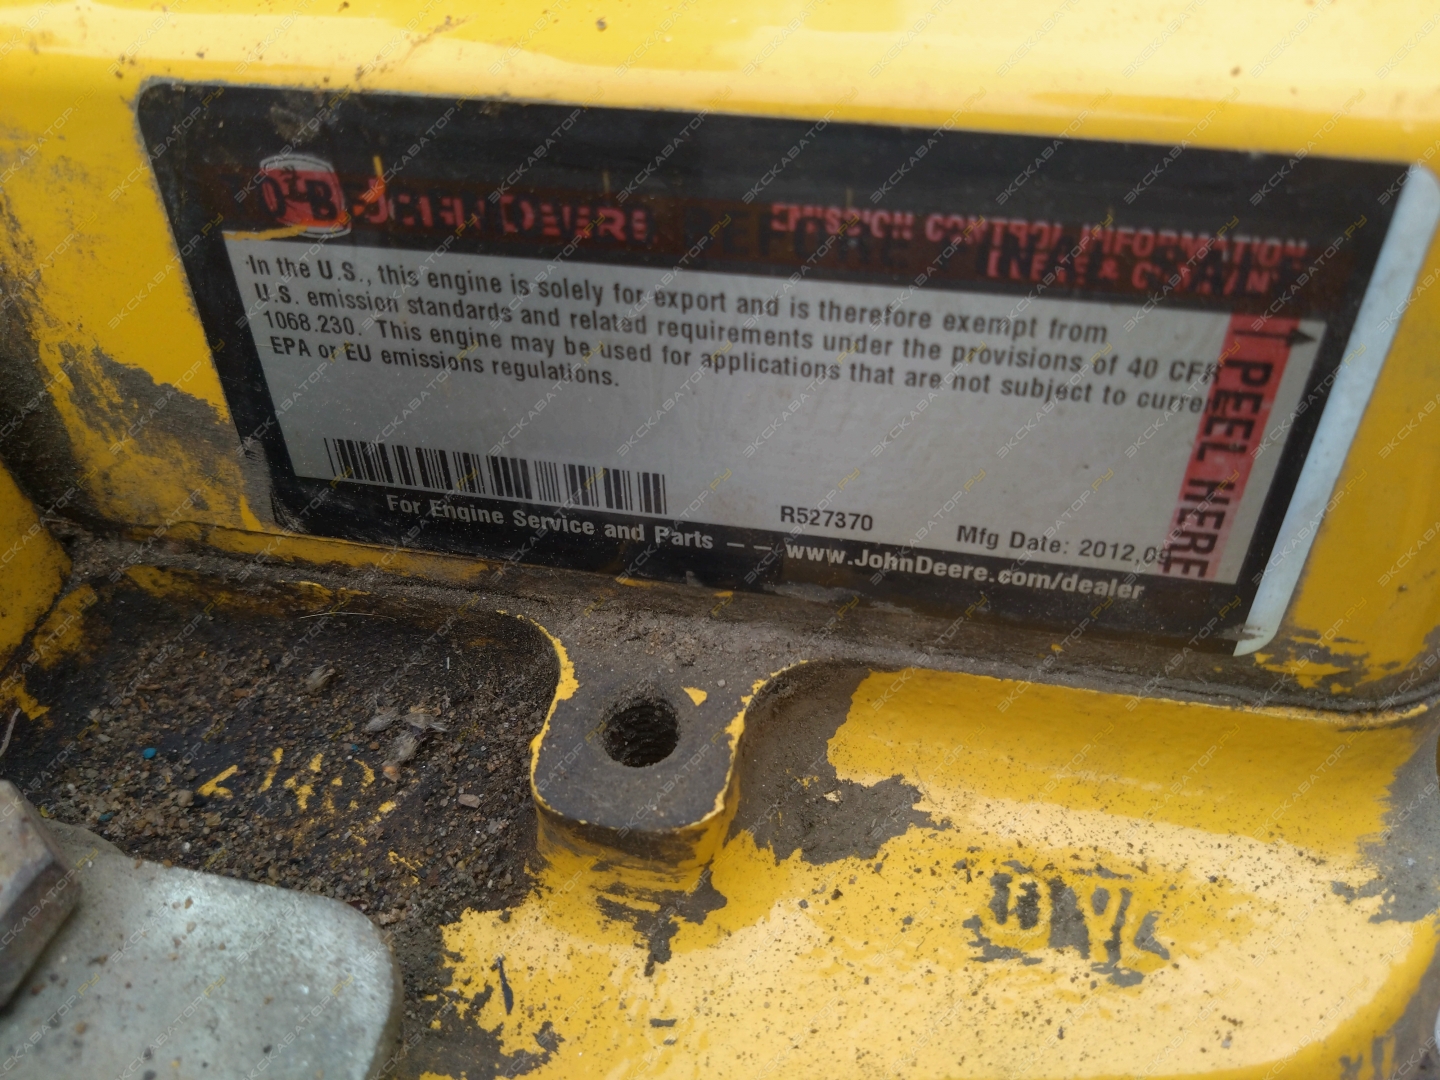 EMISSION CONTROL INFORMATION
In the U.S., this engine is solely for export and is therefore exempt from
U.S. emission standards and related requirements under the provisions of 40 CFR
1068.230. This engine may be used for applications that are not subject to
EPA or EU emissions regulations.
PEEL HERE
R527370
Mfg Date: 2012.09
For Engine Service and Parts -- www.JohnDeere.com/dealer
ЭКСКАВАТОР.РУ